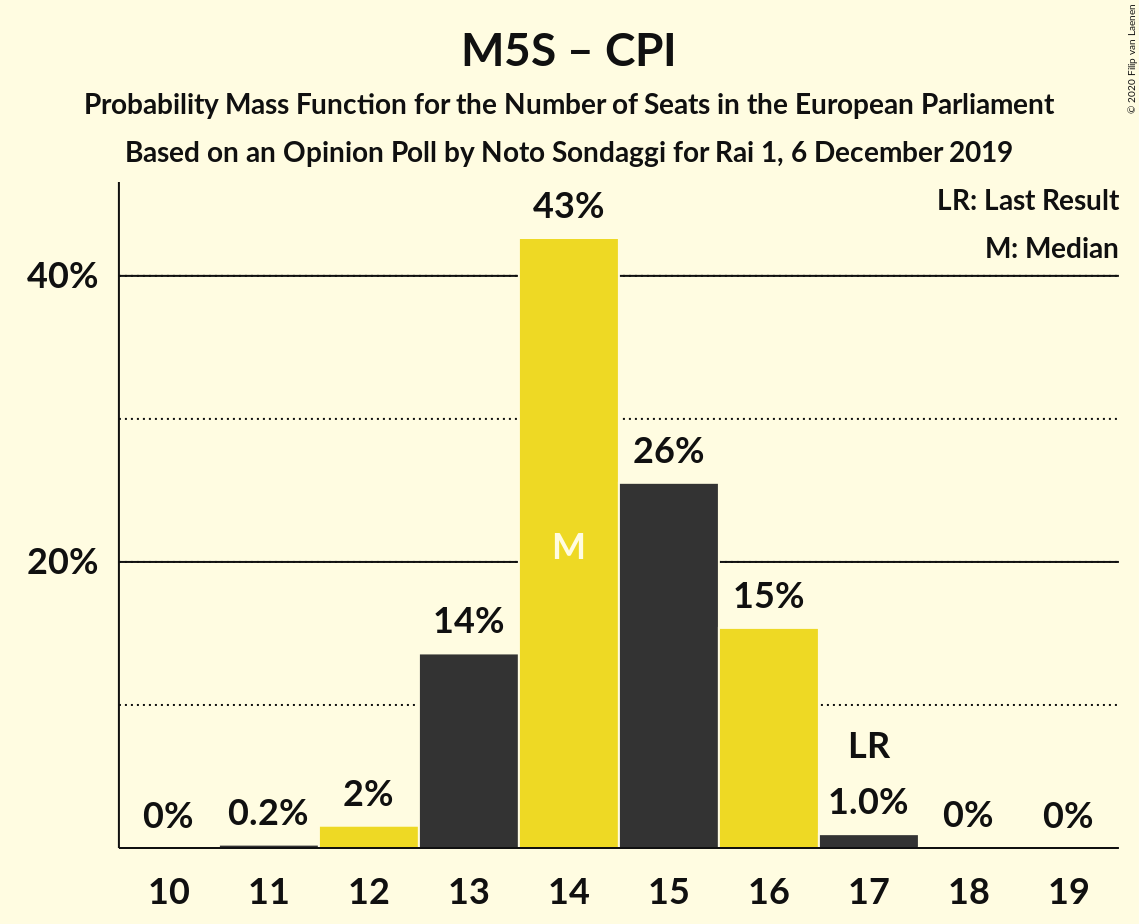 M5S – CPI
Probability Mass Function for the Number of Seats in the European Parliament
Based on an Opinion Poll by Noto Sondaggi for Rai 1, 6 December 2019
© 2020 Filip van Laenen
LR: Last Result
M: Median
40%
20%
0%
0.2%
2%
14%
43%
M
26%
15%
LR
1.0%
0%
0%
10 11 12 13 14 15 16 17 18 19